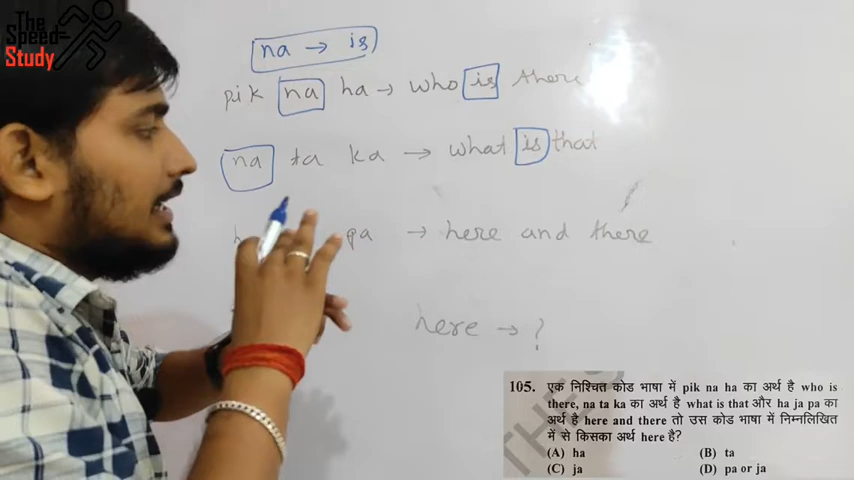 The
Speed
Study
na → is
pik na ha → who is there
na ta ka → what is that
pa → here and there
here → ?
105. एक निश्चित कोड भाषा में pik na ha का अर्थ है who is
there, na ta ka का अर्थ है what is that और ha ja pa का
अर्थ है here and there तो उस कोड भाषा में निम्नलिखित
में से किसका अर्थ here है?
(A) ha (B) ta
(C) ja (D) pa or ja